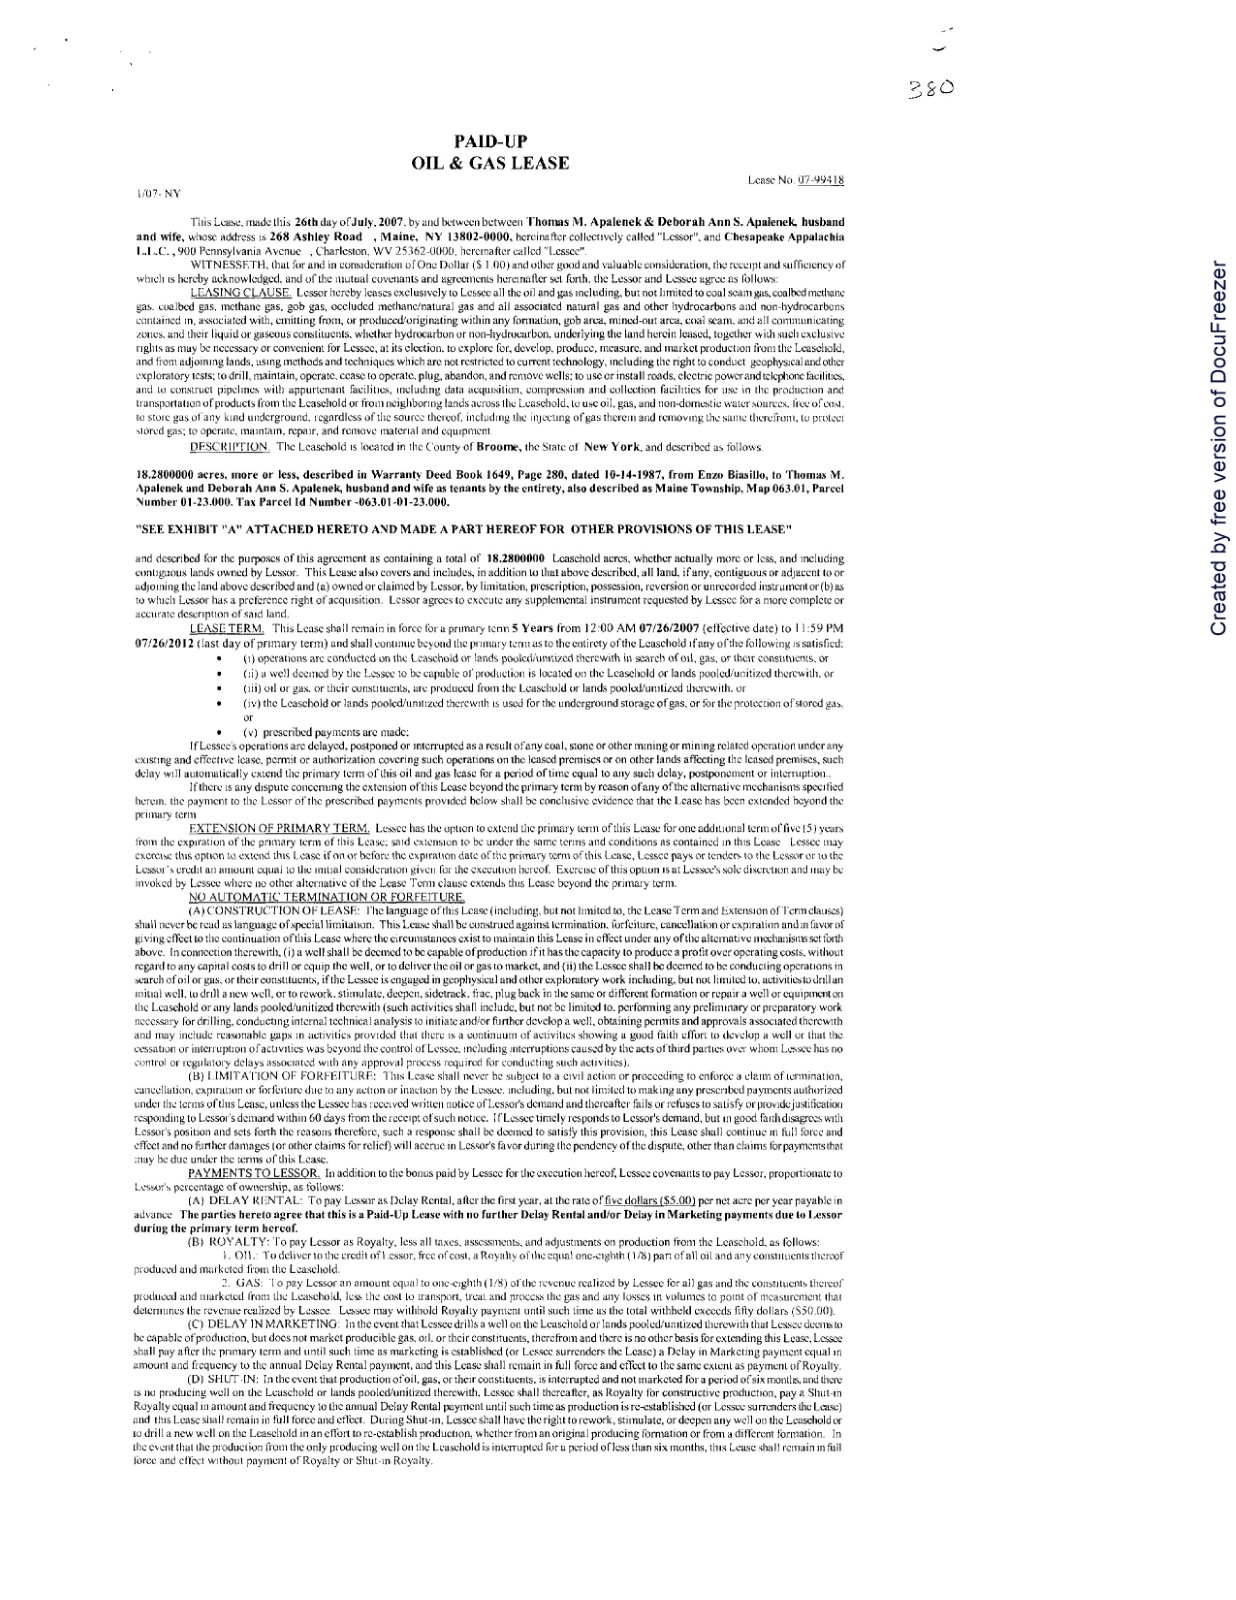 380
PAID-UP
OIL & GAS LEASE
Lease No. 07-99418
1/07- NY
This Lease, made this 26th day of July, 2007, by and between between Thomas M. Apalenek & Deborah Ann S. Apalenek, husband
and wife, whose address is 268 Ashley Road , Maine, NY 13802-0000, hereinafter collectively called "Lessor", and Chesapeake Appalachia
L.L.C. , 900 Pennsylvania Avenue , Charleston, WV 25362-0000, hereinafter called "Lessee".
WITNESSETH, that for and in consideration of One Dollar ($ 1.00) and other good and valuable consideration, the receipt and sufficiency of
which is hereby acknowledged, and of the mutual covenants and agreements hereinafter set forth, the Lessor and Lessee agree as follows:
LEASING CLAUSE. Lessor hereby leases exclusively to Lessee all the oil and gas including, but not limited to coal seam gas, coalbed methane
gas, coalbed gas, methane gas, gob gas, occluded methane/natural gas and all associated natural gas and other hydrocarbons and non-hydrocarbons
contained in, associated with, emitting from, or produced/originating within any formation, gob area, mined-out area, coal seam, and all communicating
zones, and their liquid or gaseous constituents, whether hydrocarbon or non-hydrocarbon, underlying the land herein leased, together with such exclusive
rights as may be necessary or convenient for Lessee, at its election, to explore for, develop, produce, measure, and market production from the Leasehold,
and from adjoining lands, using methods and techniques which are not restricted to current technology, including the right to conduct geophysical and other
exploratory tests; to drill, maintain, operate, cease to operate, plug, abandon, and remove wells; to use or install roads, electric power and telephone facilities,
and to construct pipelines with appurtenant facilities, including data acquisition, compression and collection facilities for use in the production and
transportation of products from the Leasehold or from neighboring lands across the Leasehold, to use oil, gas, and non-domestic water sources, free of cost,
to store gas of any kind underground, regardless of the source thereof, including the injecting of gas therein and removing the same therefrom, to protect
stored gas; to operate, maintain, repair, and remove material and equipment.
DESCRIPTION. The Leasehold is located in the County of Broome, the State of New York, and described as follows.
18.2800000 acres, more or less, described in Warranty Deed Book 1649, Page 280, dated 10-14-1987, from Enzo Biasillo, to Thomas M.
Apalenek and Deborah Ann S. Apalenek, husband and wife as tenants by the entirety, also described as Maine Township, Map 063.01, Parcel
Number 01-23.000. Tax Parcel Id Number -063.01-01-23.000.
"SEE EXHIBIT "A" ATTACHED HERETO AND MADE A PART HEREOF FOR OTHER PROVISIONS OF THIS LEASE"
and described for the purposes of this agreement as containing a total of 18.2800000 Leasehold acres, whether actually more or less, and including
contiguous lands owned by Lessor. This Lease also covers and includes, in addition to that above described, all land, if any, contiguous or adjacent to or
adjoining the land above described and (a) owned or claimed by Lessor, by limitation, prescription, possession, reversion or unrecorded instrument or (b) as
to which Lessor has a preference right of acquisition. Lessor agrees to execute any supplemental instrument requested by Lessee for a more complete or
accurate description of said land.
LEASE TERM. This Lease shall remain in force for a primary term 5 Years from 12:00 AM 07/26/2007 (effective date) to 11:59 PM
07/26/2012 (last day of primary term) and shall continue beyond the primary term as to the entirety of the Leasehold if any of the following is satisfied:
• (i) operations are conducted on the Leasehold or lands pooled/unitized therewith in search of oil, gas, or their constituents, or
• (ii) a well deemed by the Lessee to be capable of production is located on the Leasehold or lands pooled/unitized therewith, or
• (iii) oil or gas, or their constituents, are produced from the Leasehold or lands pooled/unitized therewith, or
• (iv) the Leasehold or lands pooled/unitized therewith is used for the underground storage of gas, or for the protection of stored gas,
or
• (v) prescribed payments are made;
If Lessee's operations are delayed, postponed or interrupted as a result of any coal, stone or other mining or mining related operation under any
existing and effective lease, permit or authorization covering such operations on the leased premises or on other lands affecting the leased premises, such
delay will automatically extend the primary term of this oil and gas lease for a period of time equal to any such delay, postponement or interruption..
If there is any dispute concerning the extension of this Lease beyond the primary term by reason of any of the alternative mechanisms specified
herein, the payment to the Lessor of the prescribed payments provided below shall be conclusive evidence that the Lease has been extended beyond the
primary term
EXTENSION OF PRIMARY TERM. Lessee has the option to extend the primary term of this Lease for one additional term of five (5) years
from the expiration of the primary term of this Lease; said extension to be under the same terms and conditions as contained in this Lease Lessee may
exercise this option to extend this Lease if on or before the expiration date of the primary term of this Lease, Lessee pays or tenders to the Lessor or to the
Lessor's credit an amount equal to the initial consideration given for the execution hereof. Exercise of this option is at Lessee's sole discretion and may be
invoked by Lessee where no other alternative of the Lease Term clause extends this Lease beyond the primary term.
NO AUTOMATIC TERMINATION OR FORFEITURE.
(A) CONSTRUCTION OF LEASE: The language of this Lease (including, but not limited to, the Lease Term and Extension of Term clauses)
shall never be read as language of special limitation. This Lease shall be construed against termination, forfeiture, cancellation or expiration and in favor of
giving effect to the continuation of this Lease where the circumstances exist to maintain this Lease in effect under any of the alternative mechanisms set forth
above. In connection therewith, (i) a well shall be deemed to be capable of production if it has the capacity to produce a profit over operating costs, without
regard to any capital costs to drill or equip the well, or to deliver the oil or gas to market, and (ii) the Lessee shall be deemed to be conducting operations in
search of oil or gas, or their constituents, if the Lessee is engaged in geophysical and other exploratory work including, but not limited to, activities to drill an
initial well, to drill a new well, or to rework, stimulate, deepen, sidetrack, frac, plug back in the same or different formation or repair a well or equipment on
the Leasehold or any lands pooled/unitized therewith (such activities shall include, but not be limited to, performing any preliminary or preparatory work
necessary for drilling, conducting internal technical analysis to initiate and/or further develop a well, obtaining permits and approvals associated therewith
and may include reasonable gaps in activities provided that there is a continuum of activities showing a good faith effort to develop a well or that the
cessation or interruption of activities was beyond the control of Lessee, including interruptions caused by the acts of third parties over whom Lessee has no
control or regulatory delays associated with any approval process required for conducting such activities).
(B) LIMITATION OF FORFEITURE: This Lease shall never be subject to a civil action or proceeding to enforce a claim of termination,
cancellation, expiration or forfeiture due to any action or inaction by the Lessee, including, but not limited to making any prescribed payments authorized
under the terms of this Lease, unless the Lessee has received written notice of Lessor's demand and thereafter fails or refuses to satisfy or provide justification
responding to Lessor's demand within 60 days from the receipt of such notice. If Lessee timely responds to Lessor's demand, but in good faith disagrees with
Lessor's position and sets forth the reasons therefore, such a response shall be deemed to satisfy this provision, this Lease shall continue in full force and
effect and no further damages (or other claims for relief) will accrue in Lessor's favor during the pendency of the dispute, other than claims for payments that
may be due under the terms of this Lease.
PAYMENTS TO LESSOR. In addition to the bonus paid by Lessee for the execution hereof, Lessee covenants to pay Lessor, proportionate to
Lessor's percentage of ownership, as follows:
(A) DELAY RENTAL: To pay Lessor as Delay Rental, after the first year, at the rate of five dollars ($5.00) per net acre per year payable in
advance The parties hereto agree that this is a Paid-Up Lease with no further Delay Rental and/or Delay in Marketing payments due to Lessor
during the primary term hereof.
(B) ROYALTY: To pay Lessor as Royalty, less all taxes, assessments, and adjustments on production from the Leasehold, as follows:
1. OIL: To deliver to the credit of Lessor, free of cost, a Royalty of the equal one-eighth (1/8) part of all oil and any constituents thereof
produced and marketed from the Leasehold.
2. GAS: To pay Lessor an amount equal to one-eighth (1/8) of the revenue realized by Lessee for all gas and the constituents thereof
produced and marketed from the Leasehold, less the cost to transport, treat and process the gas and any losses in volumes to point of measurement that
determines the revenue realized by Lessee. Lessee may withhold Royalty payment until such time as the total withheld exceeds fifty dollars ($50.00).
(C) DELAY IN MARKETING: In the event that Lessee drills a well on the Leasehold or lands pooled/unitized therewith that Lessee deems to
be capable of production, but does not market producible gas, oil, or their constituents, therefrom and there is no other basis for extending this Lease, Lessee
shall pay after the primary term and until such time as marketing is established (or Lessee surrenders the Lease) a Delay in Marketing payment equal in
amount and frequency to the annual Delay Rental payment, and this Lease shall remain in full force and effect to the same extent as payment of Royalty.
(D) SHUT-IN: In the event that production of oil, gas, or their constituents, is interrupted and not marketed for a period of six months, and there
is no producing well on the Leasehold or lands pooled/unitized therewith, Lessee shall thereafter, as Royalty for constructive production, pay a Shut-in
Royalty equal in amount and frequency to the annual Delay Rental payment until such time as production is re-established (or Lessee surrenders the Lease)
and this Lease shall remain in full force and effect. During Shut-in, Lessee shall have the right to rework, stimulate, or deepen any well on the Leasehold or
to drill a new well on the Leasehold in an effort to re-establish production, whether from an original producing formation or from a different formation. In
the event that the production from the only producing well on the Leasehold is interrupted for a period of less than six months, this Lease shall remain in full
force and effect without payment of Royalty or Shut-in Royalty.
Created by free version of DocuFreezer